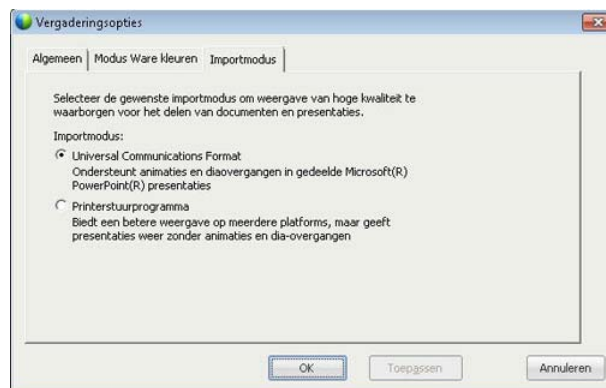 Vergaderingsopties
Algemeen Modus Ware kleuren Importmodus
Selecteer de gewenste importmodus om weergave van hoge kwaliteit te
waarborgen voor het delen van documenten en presentaties.
Importmodus:
Universal Communications Format
Ondersteunt animaties en diaovergangen in gedeelde Microsoft(R)
PowerPoint(R) presentaties
Printerstuurprogramma
Biedt een betere weergave op meerdere platforms, maar geeft
presentaties weer zonder animaties en dia-overgangen
OK Toepassen Annuleren